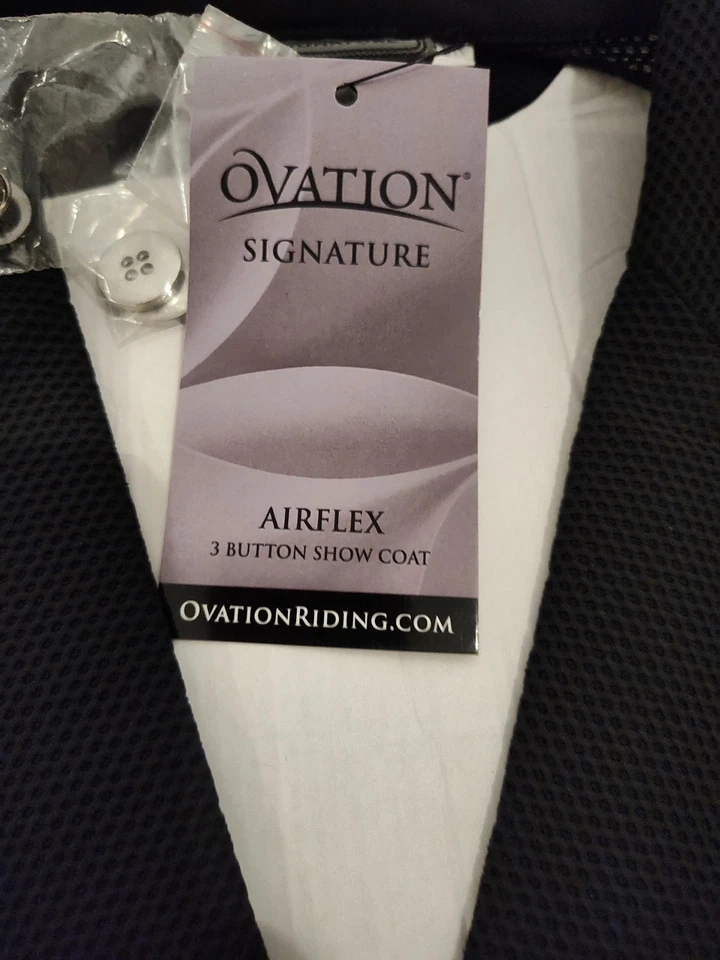 OVATION®
SIGNATURE
AIRFLEX
3 BUTTON SHOW COAT
OVATIONRIDING.COM